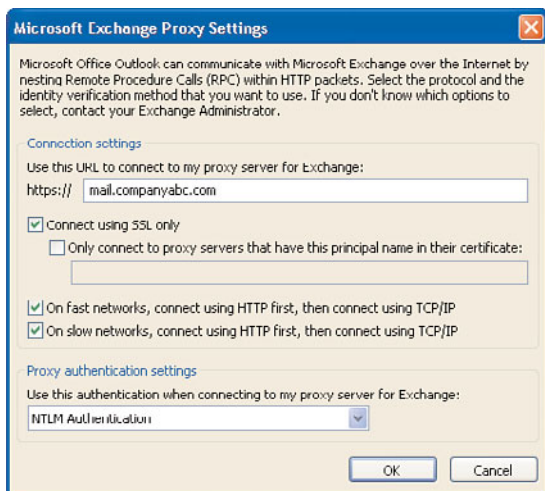 Microsoft Exchange Proxy Settings
Microsoft Office Outlook can communicate with Microsoft Exchange over the Internet by
nesting Remote Procedure Calls (RPC) within HTTP packets. Select the protocol and the
identity verification method that you want to use. If you don't know which options to
select, contact your Exchange Administrator.
Connection settings
Use this URL to connect to my proxy server for Exchange:
https:// mail.companyabc.com
Connect using SSL only
Only connect to proxy servers that have this principal name in their certificate:
On fast networks, connect using HTTP first, then connect using TCP/IP
On slow networks, connect using HTTP first, then connect using TCP/IP
Proxy authentication settings
Use this authentication when connecting to my proxy server for Exchange:
NTLM Authentication
OK Cancel